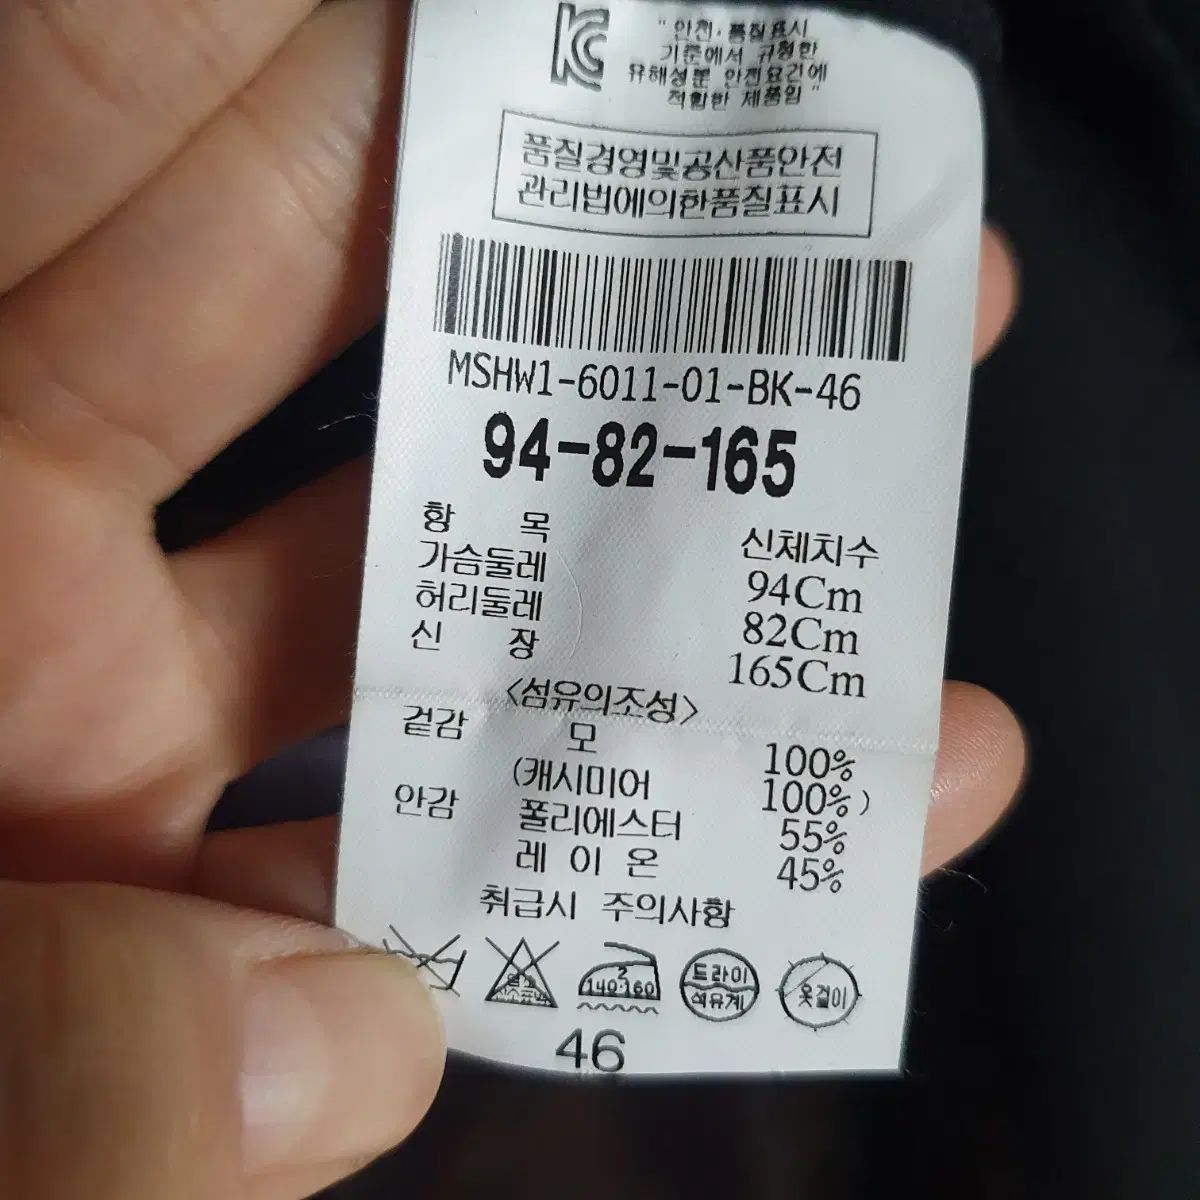 KC
" 안전·품질표시
기준에서 규정한
유해성분 안전요건에
적합한 제품임 "
품질경영및공산품안전
관리법에의한품질표시
MSHW1-6011-01-BK-46
94-82-165
항 목 신체치수
가슴둘레 94Cm
허리둘레 82Cm
신 장 165Cm
<섬유의조성>
겉감 모 100%
(캐시미어 100%)
안감 폴리에스터 55%
레 이 온 45%
취급시 주의사항
2
140·160
드라이
석유계
옷걸이
46